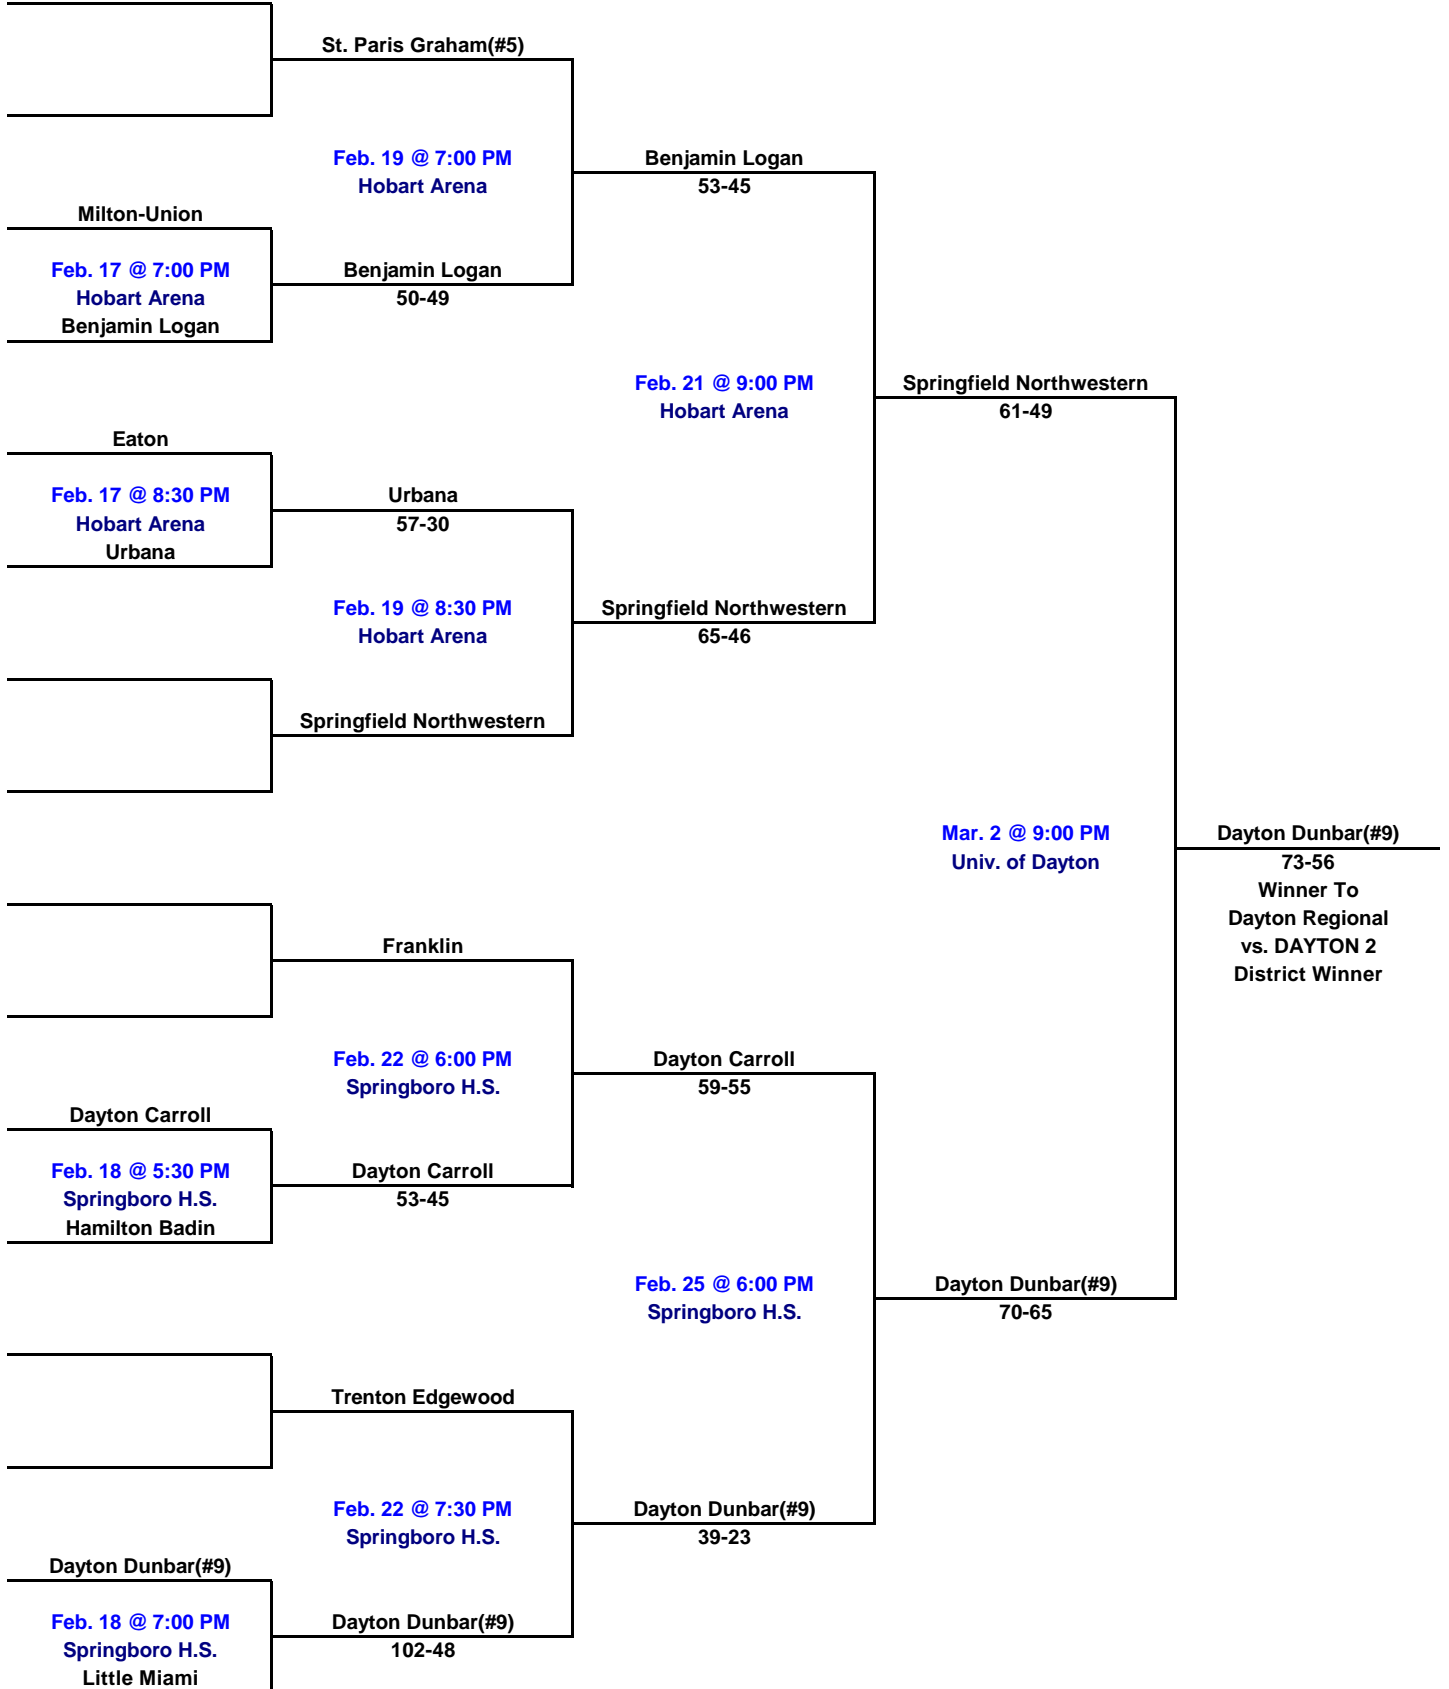 St. Paris Graham(#5)
Feb. 19 @ 7:00 PM
Hobart Arena
Benjamin Logan
53-45
Milton-Union
Feb. 17 @ 7:00 PM
Hobart Arena
Benjamin Logan
Benjamin Logan
50-49
Feb. 21 @ 9:00 PM
Hobart Arena
Springfield Northwestern
61-49
Eaton
Feb. 17 @ 8:30 PM
Hobart Arena
Urbana
Urbana
57-30
Feb. 19 @ 8:30 PM
Hobart Arena
Springfield Northwestern
65-46
Springfield Northwestern
Mar. 2 @ 9:00 PM
Univ. of Dayton
Dayton Dunbar(#9)
73-56
Winner To
Dayton Regional
vs. DAYTON 2
District Winner
Franklin
Feb. 22 @ 6:00 PM
Springboro H.S.
Dayton Carroll
59-55
Dayton Carroll
Feb. 18 @ 5:30 PM
Springboro H.S.
Hamilton Badin
Dayton Carroll
53-45
Feb. 25 @ 6:00 PM
Springboro H.S.
Dayton Dunbar(#9)
70-65
Trenton Edgewood
Feb. 22 @ 7:30 PM
Springboro H.S.
Dayton Dunbar(#9)
39-23
Dayton Dunbar(#9)
Feb. 18 @ 7:00 PM
Springboro H.S.
Little Miami
Dayton Dunbar(#9)
102-48